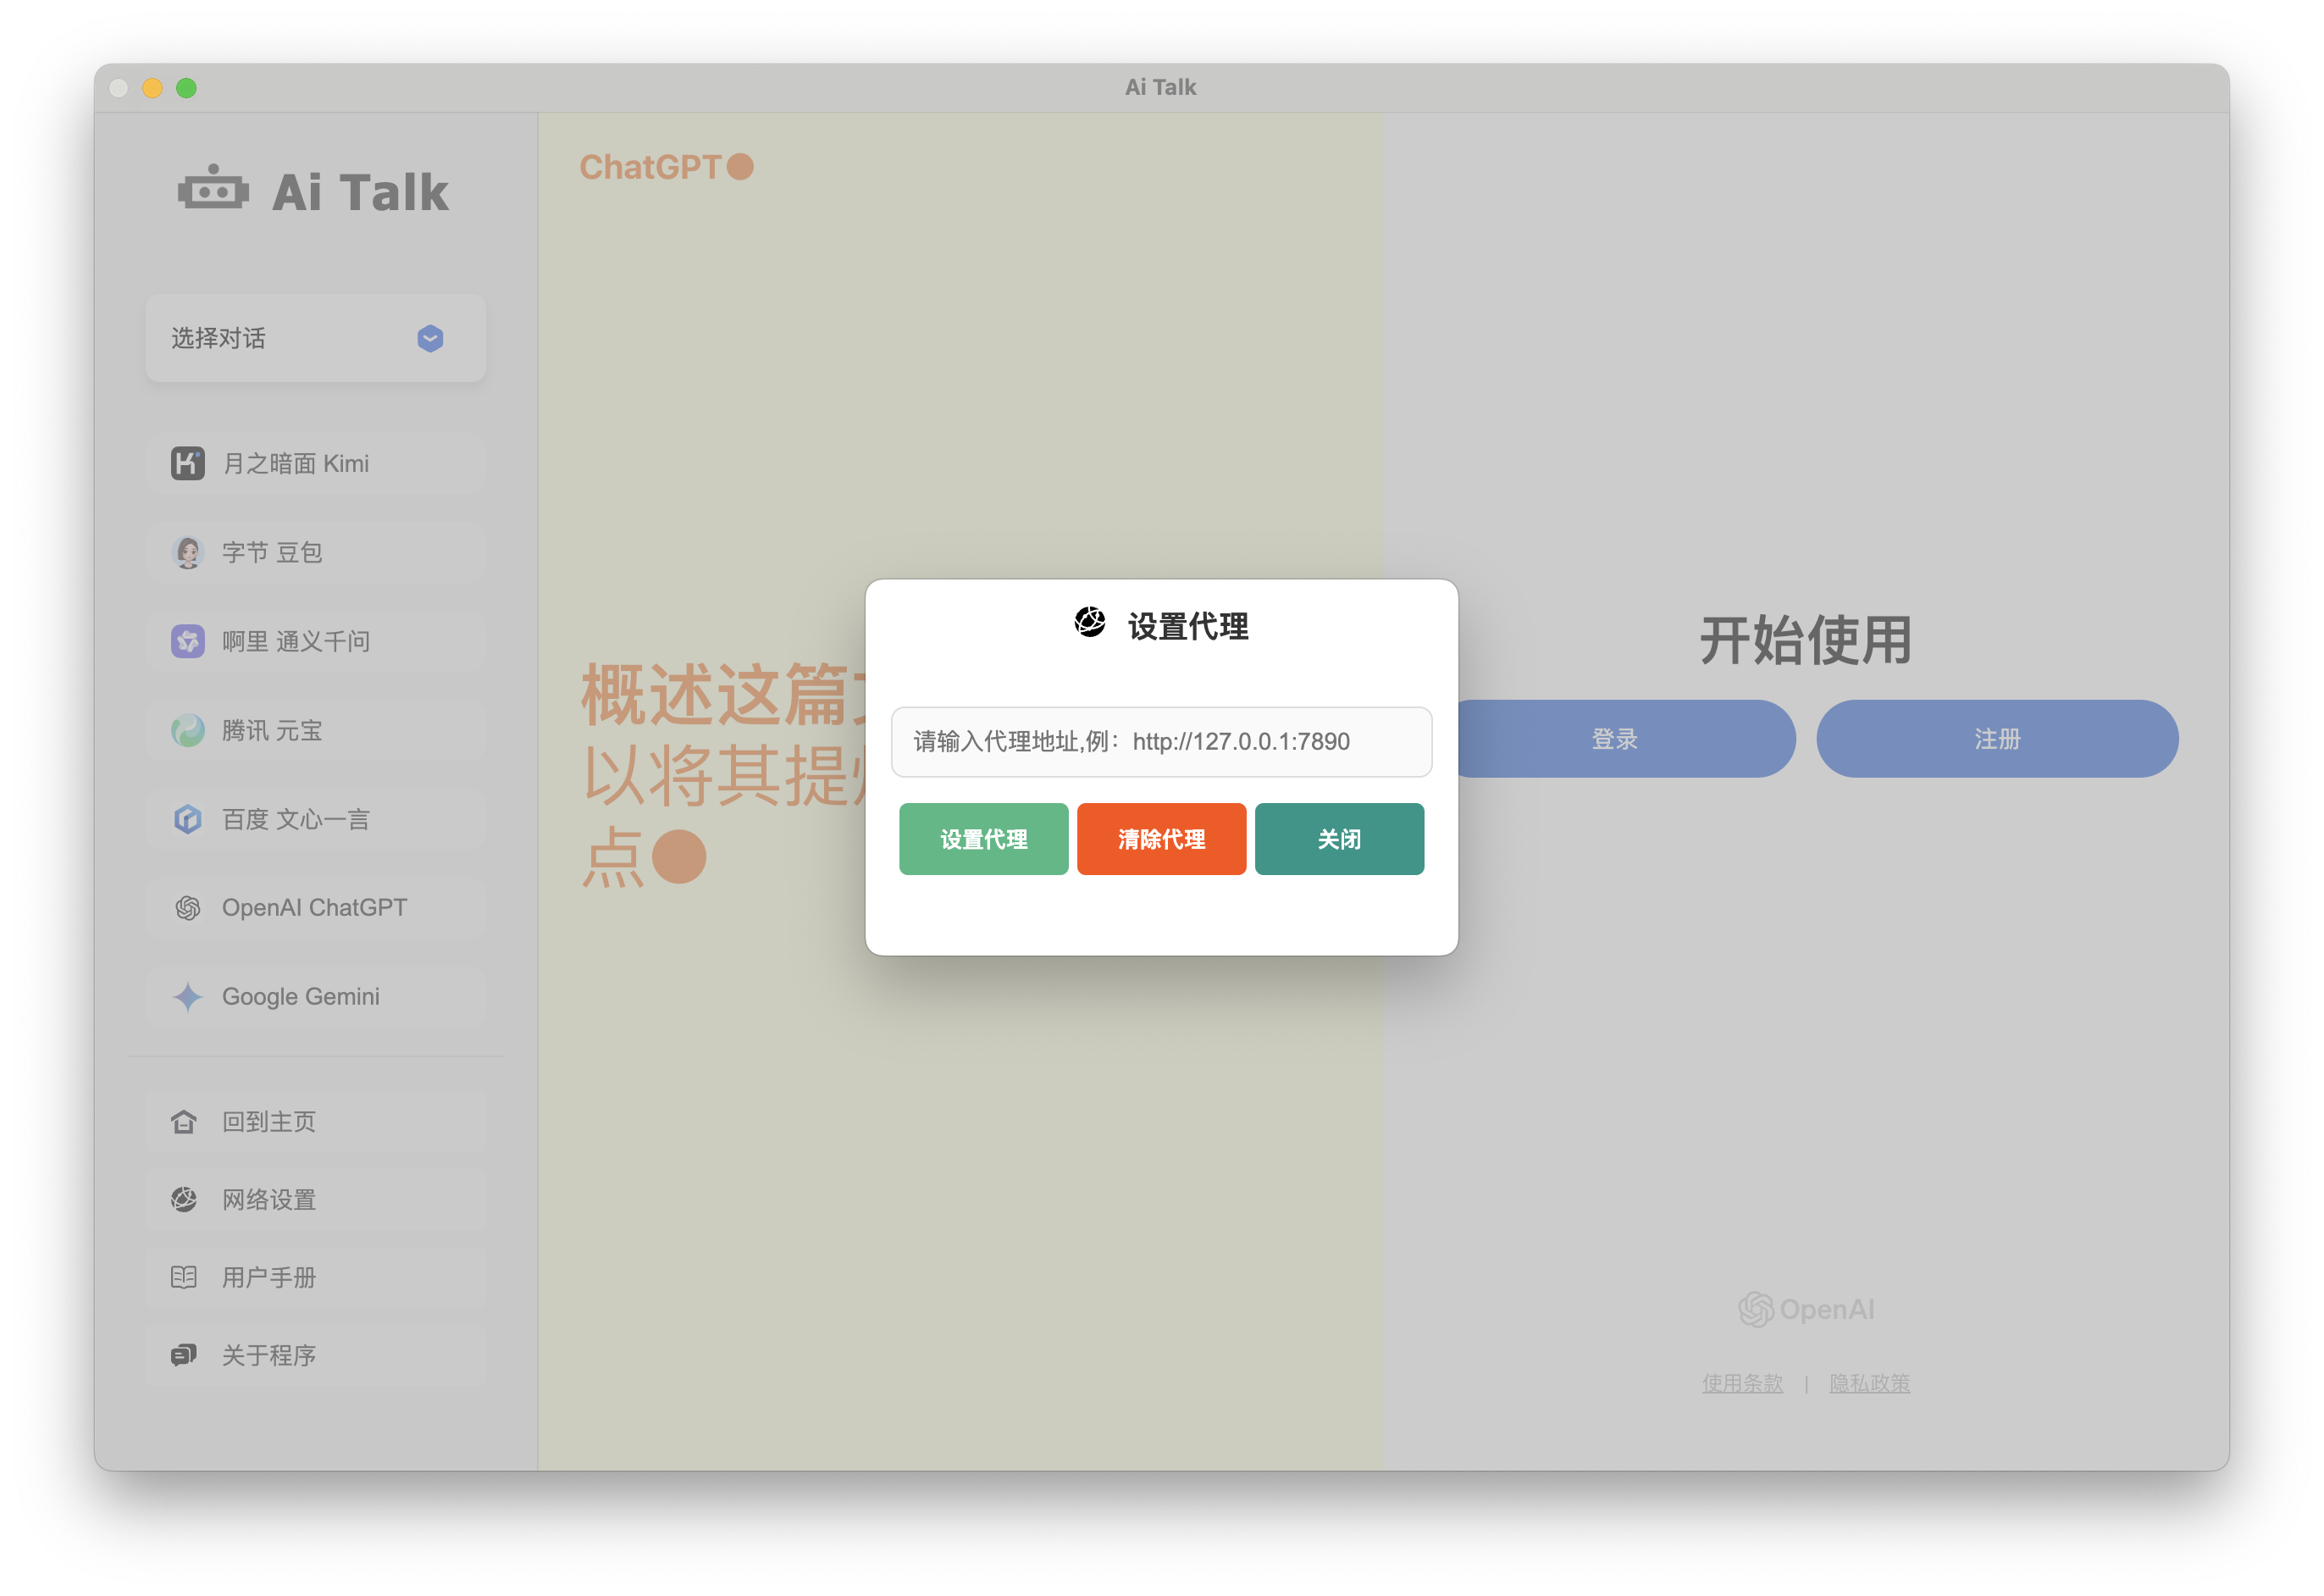 Ai Talk
Ai Talk
选择对话
月之暗面 Kimi
字节 豆包
啊里 通义千问
腾讯 元宝
百度 文心一言
OpenAI ChatGPT
Google Gemini
回到主页
网络设置
用户手册
关于程序
ChatGPT
概述这篇
以将其提
点
设置代理
请输入代理地址,例：http://127.0.0.1:7890
设置代理
清除代理
关闭
开始使用
登录
注册
OpenAI
使用条款 | 隐私政策